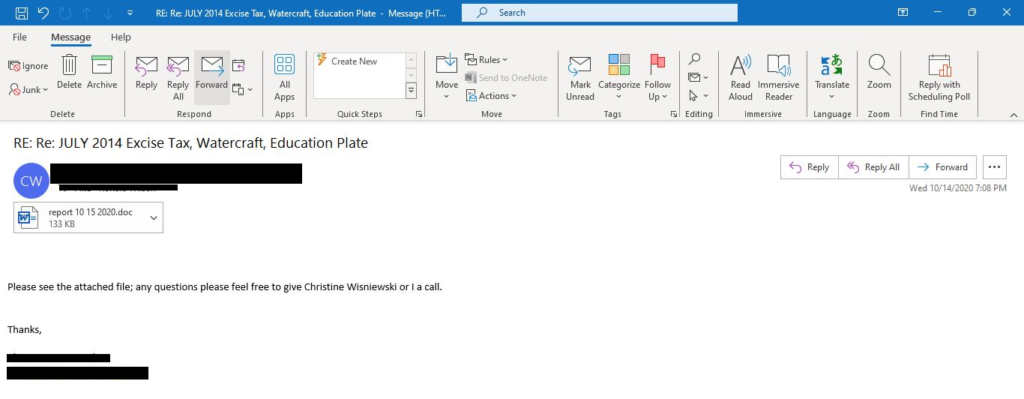 RE: Re: JULY 2014 Excise Tax, Watercraft, Education Plate - Message (HT...
Search
File Message Help
Ignore
Junk
Delete
Archive
Reply
Reply All
Forward
All Apps
Create New
Move
Rules
Send to OneNote
Actions
Mark Unread
Categorize
Follow Up
Read Aloud
Immersive Reader
Translate
Zoom
Reply with Scheduling Poll
Delete Respond Apps Quick Steps Move Tags Editing Immersive Language Zoom Find Time
RE: Re: JULY 2014 Excise Tax, Watercraft, Education Plate
CW
Reply Reply All Forward
Wed 10/14/2020 7:08 PM
report 10 15 2020.doc
133 KB
Please see the attached file; any questions please feel free to give Christine Wisniewski or I a call.
Thanks,